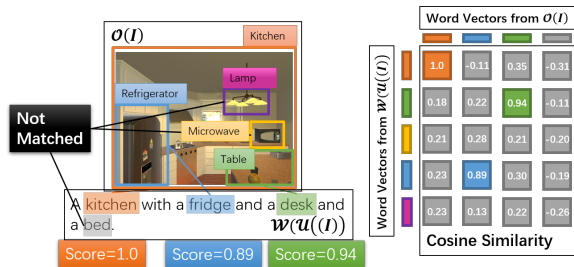 𝒪(I)
Kitchen
Lamp
Refrigerator
Not
Matched
Microwave
Table
A kitchen with a fridge and a desk and
a bed.
𝒲(𝒰((I)
Score=1.0
Score=0.89
Score=0.94
Word Vectors from 𝒪(I)
Word Vectors from 𝒲(𝒰((I)
1.0 -0.11 0.35 -0.31
0.18 0.22 0.94 -0.11
0.21 0.28 0.21 -0.20
0.23 0.89 0.30 -0.19
0.23 0.13 0.22 -0.26
Cosine Similarity